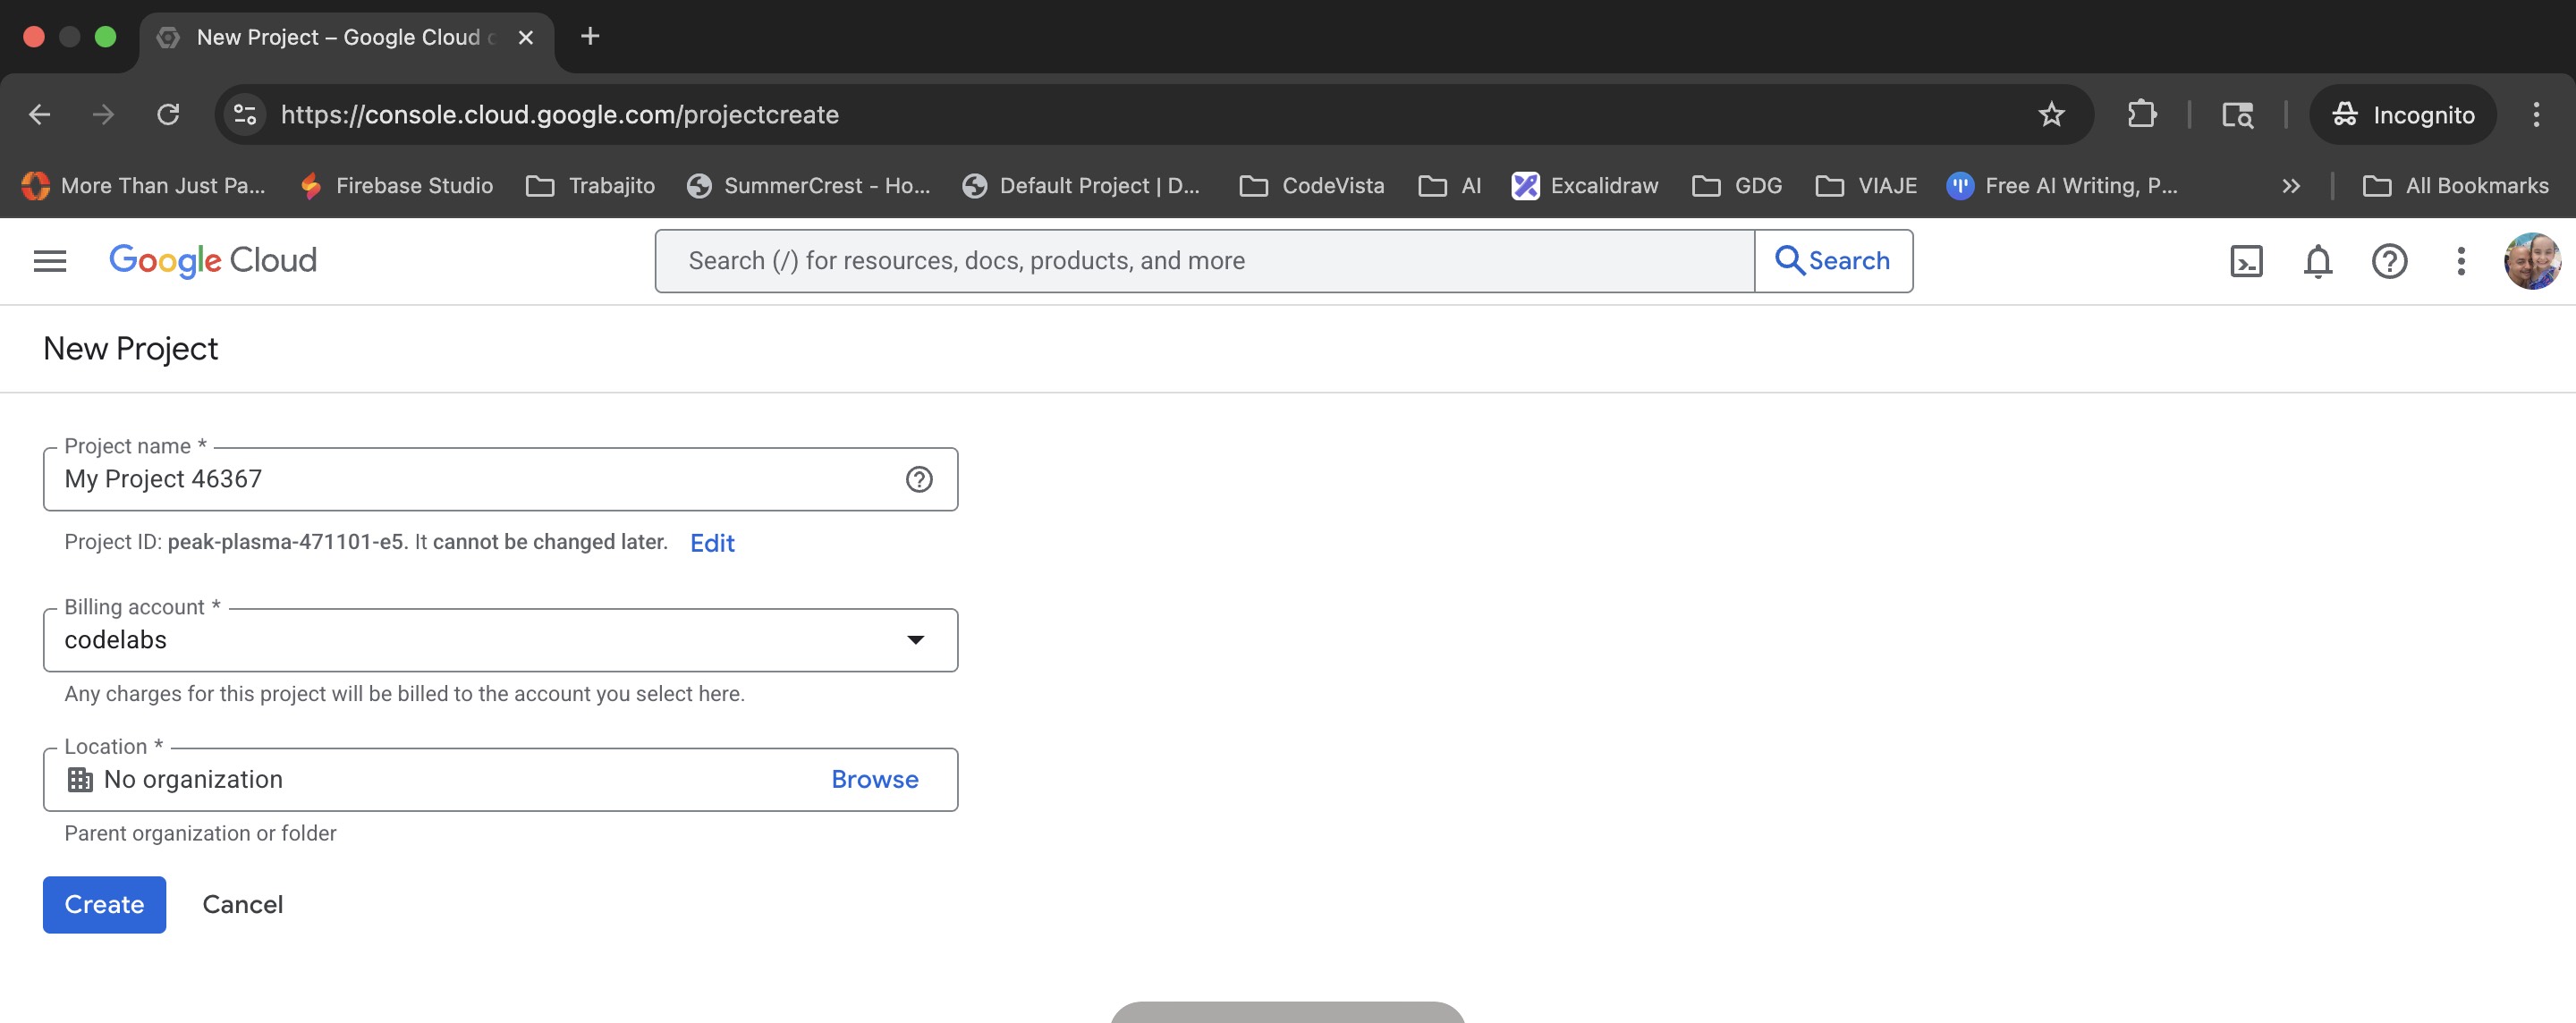 New Project – Google Cloud
https://console.cloud.google.com/projectcreate
Incognito
More Than Just Pa...
Firebase Studio
Trabajito
SummerCrest - Ho...
Default Project | D...
CodeVista
AI
Excalidraw
GDG
VIAJE
Free AI Writing, P...
All Bookmarks
Google Cloud
Search (/) for resources, docs, products, and more
Search
New Project
Project name *
My Project 46367
Project ID: peak-plasma-471101-e5. It cannot be changed later. Edit
Billing account *
codelabs
Any charges for this project will be billed to the account you select here.
Location *
No organization
Browse
Parent organization or folder
Create
Cancel